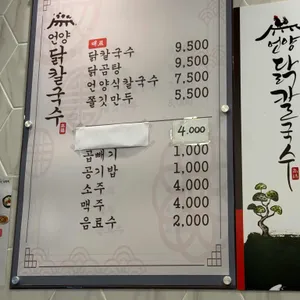 언양
닭칼국수
메뉴
닭칼국수 9,500
닭곰탕 9,500
언양식칼국수 7,500
쫄깃만두 5,500
4,000
곱빼기 1,000
공기밥 1,000
소주 4,000
맥주 4,000
음료수 2,000
언양
닭칼국수